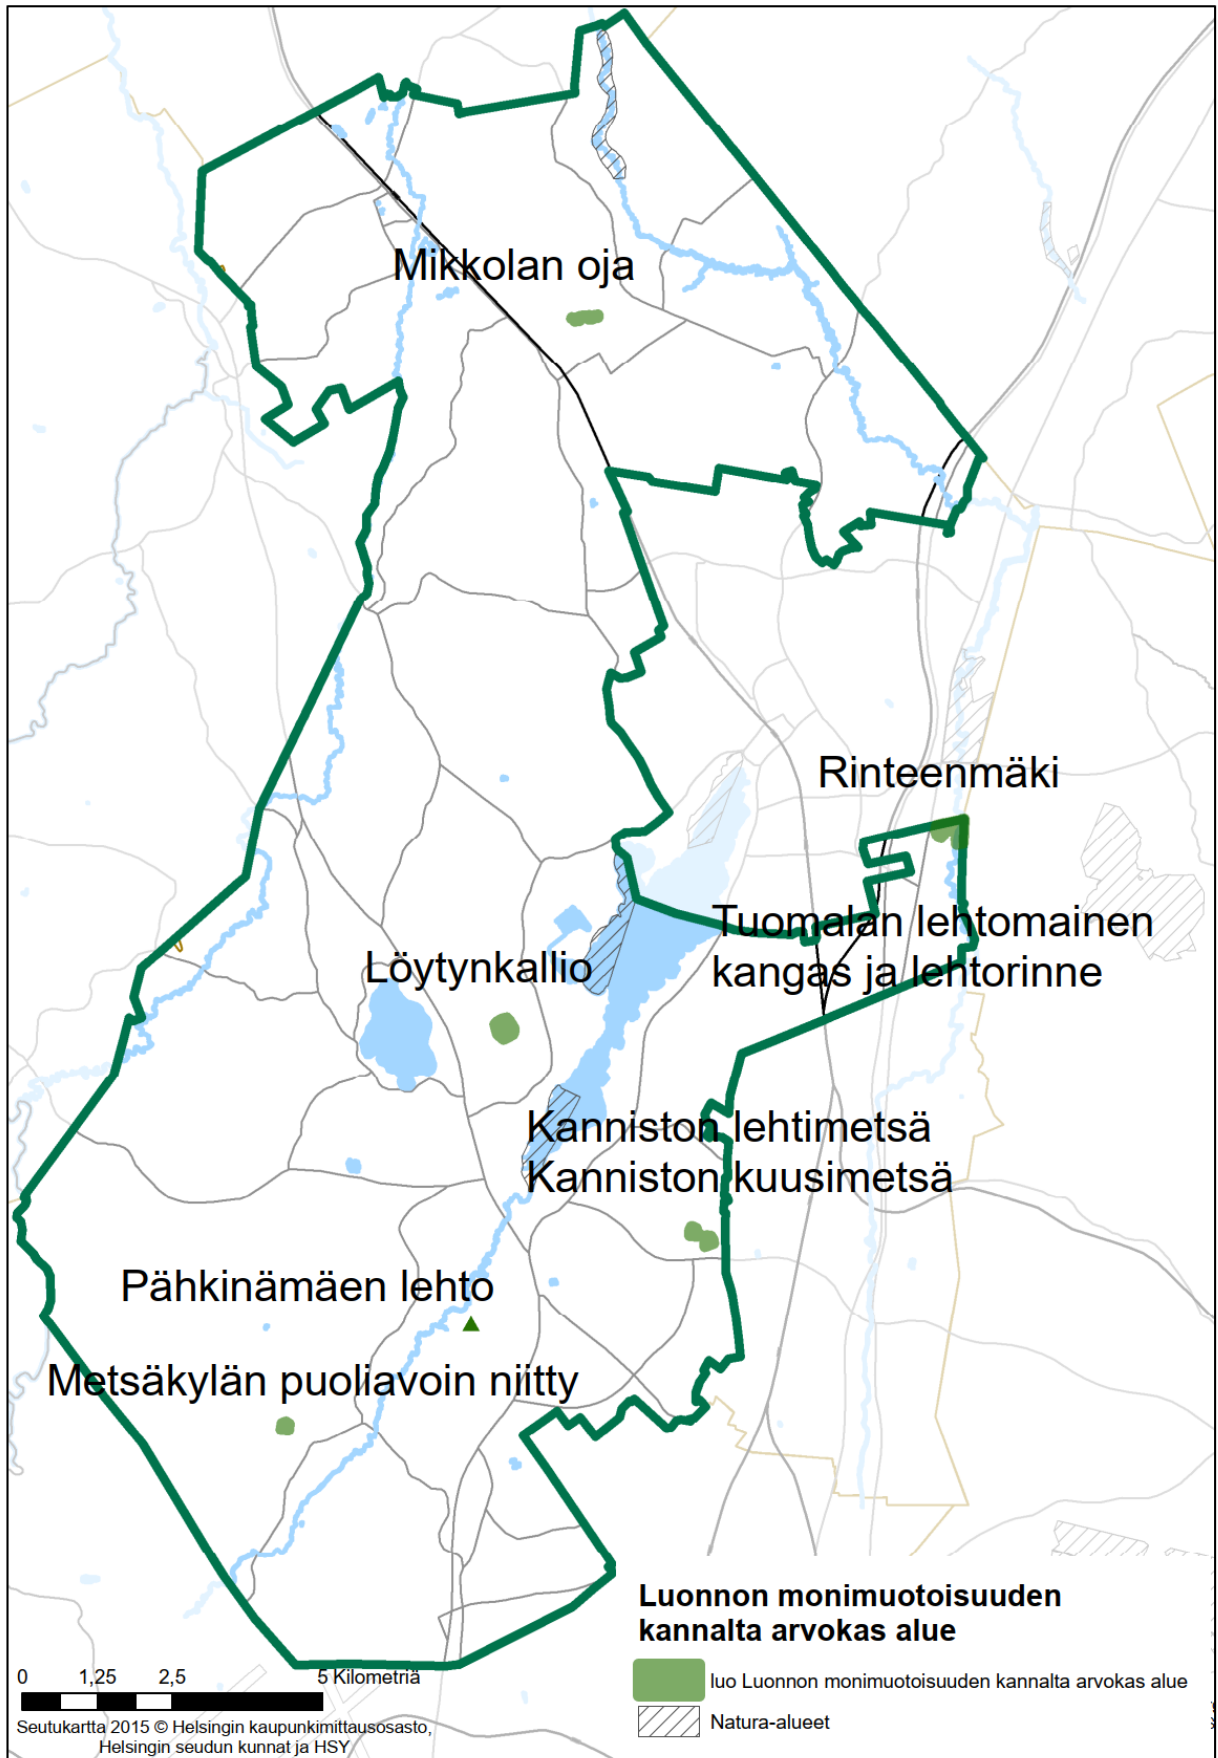 Mikkolan oja
Rinteenmäki
Tuomalan lehtomainen
kangas ja lehtorinne
Löytynkallio
Kanniston lehtimetsä
Kanniston kuusimetsä
Pähkinämäen lehto
Metsäkylän puoliavoin niitty
Luonnon monimuotoisuuden
kannalta arvokas alue
luo Luonnon monimuotoisuuden kannalta arvokas alue
Natura-alueet
0 1,25 2,5 5 Kilometriä
Seutukartta 2015 © Helsingin kaupunkimittausosasto,
Helsingin seudun kunnat ja HSY